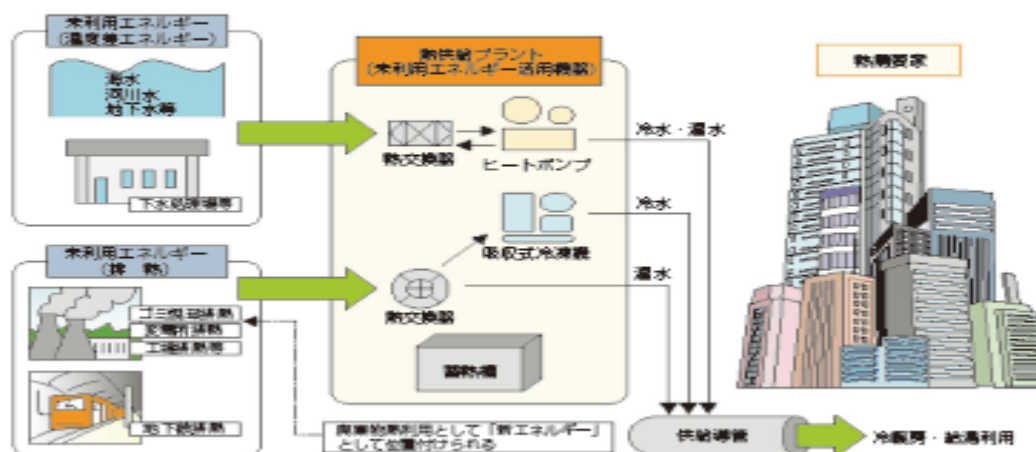 未利用エネルギー
(温度差エネルギー)
海水
河川水
地下水等
下水処理場等
未利用エネルギー
(排 熱)
ゴミ焼却排熱
変電所排熱
工場排熱等
地下鉄排熱
熱供給プラント
(未利用エネルギー活用機器)
熱交換器
ヒートポンプ
吸収式冷凍機
熱交換器
蓄熱槽
冷水・温水
冷水
温水
熱需要家
廃棄物熱利用として「新エネルギー」
として位置付けられる
供給導管
冷暖房・給湯利用